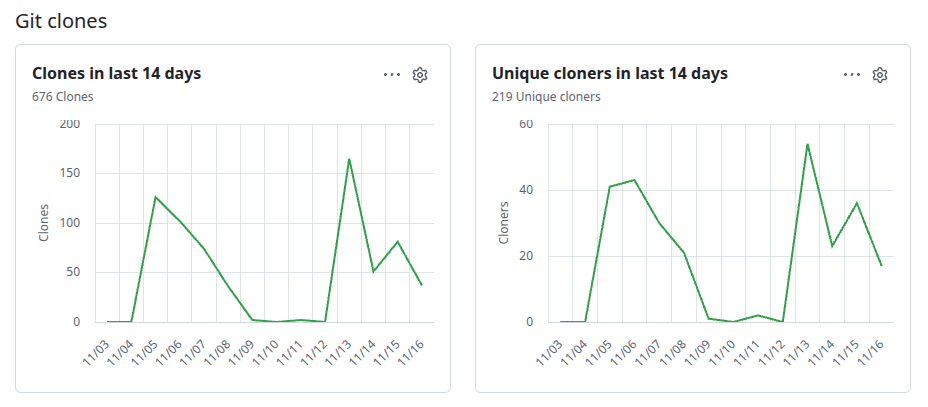 Git clones
Clones in last 14 days
676 Clones
200
150
100
50
0
Clones
11/03 11/04 11/05 11/06 11/07 11/08 11/09 11/10 11/11 11/12 11/13 11/14 11/15 11/16
Unique cloners in last 14 days
219 Unique cloners
60
40
20
0
Cloners
11/03 11/04 11/05 11/06 11/07 11/08 11/09 11/10 11/11 11/12 11/13 11/14 11/15 11/16